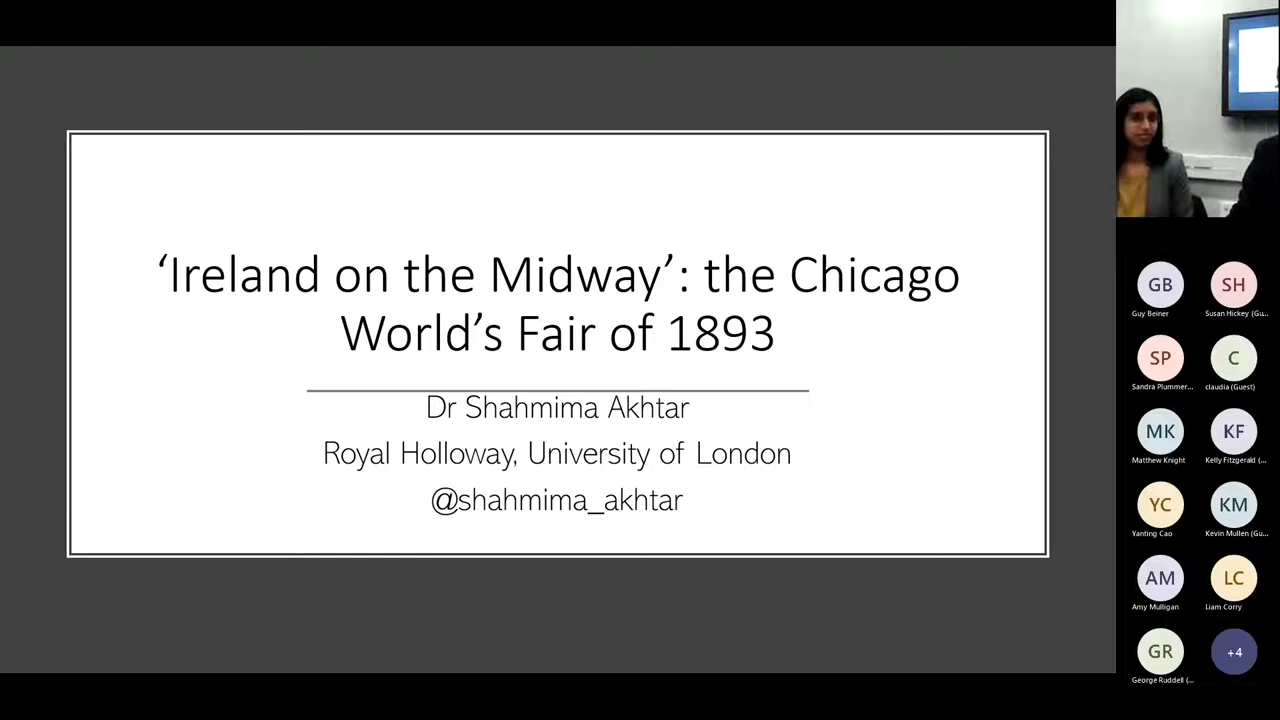 ‘Ireland on the Midway’: the Chicago
World’s Fair of 1893
Dr Shahmima Akhtar
Royal Holloway, University of London
@shahmima_akhtar
GB
SH
Guy Beiner
Susan Hickey (Gu...
SP
C
Sandra Plummer...
claudia (Guest)
MK
KF
Matthew Knight
Kelly Fitzgerald (...
YC
KM
Yanting Cao
Kevin Mullen (Gu...
AM
LC
Amy Mulligan
Liam Corry
GR
+4
George Ruddell (...